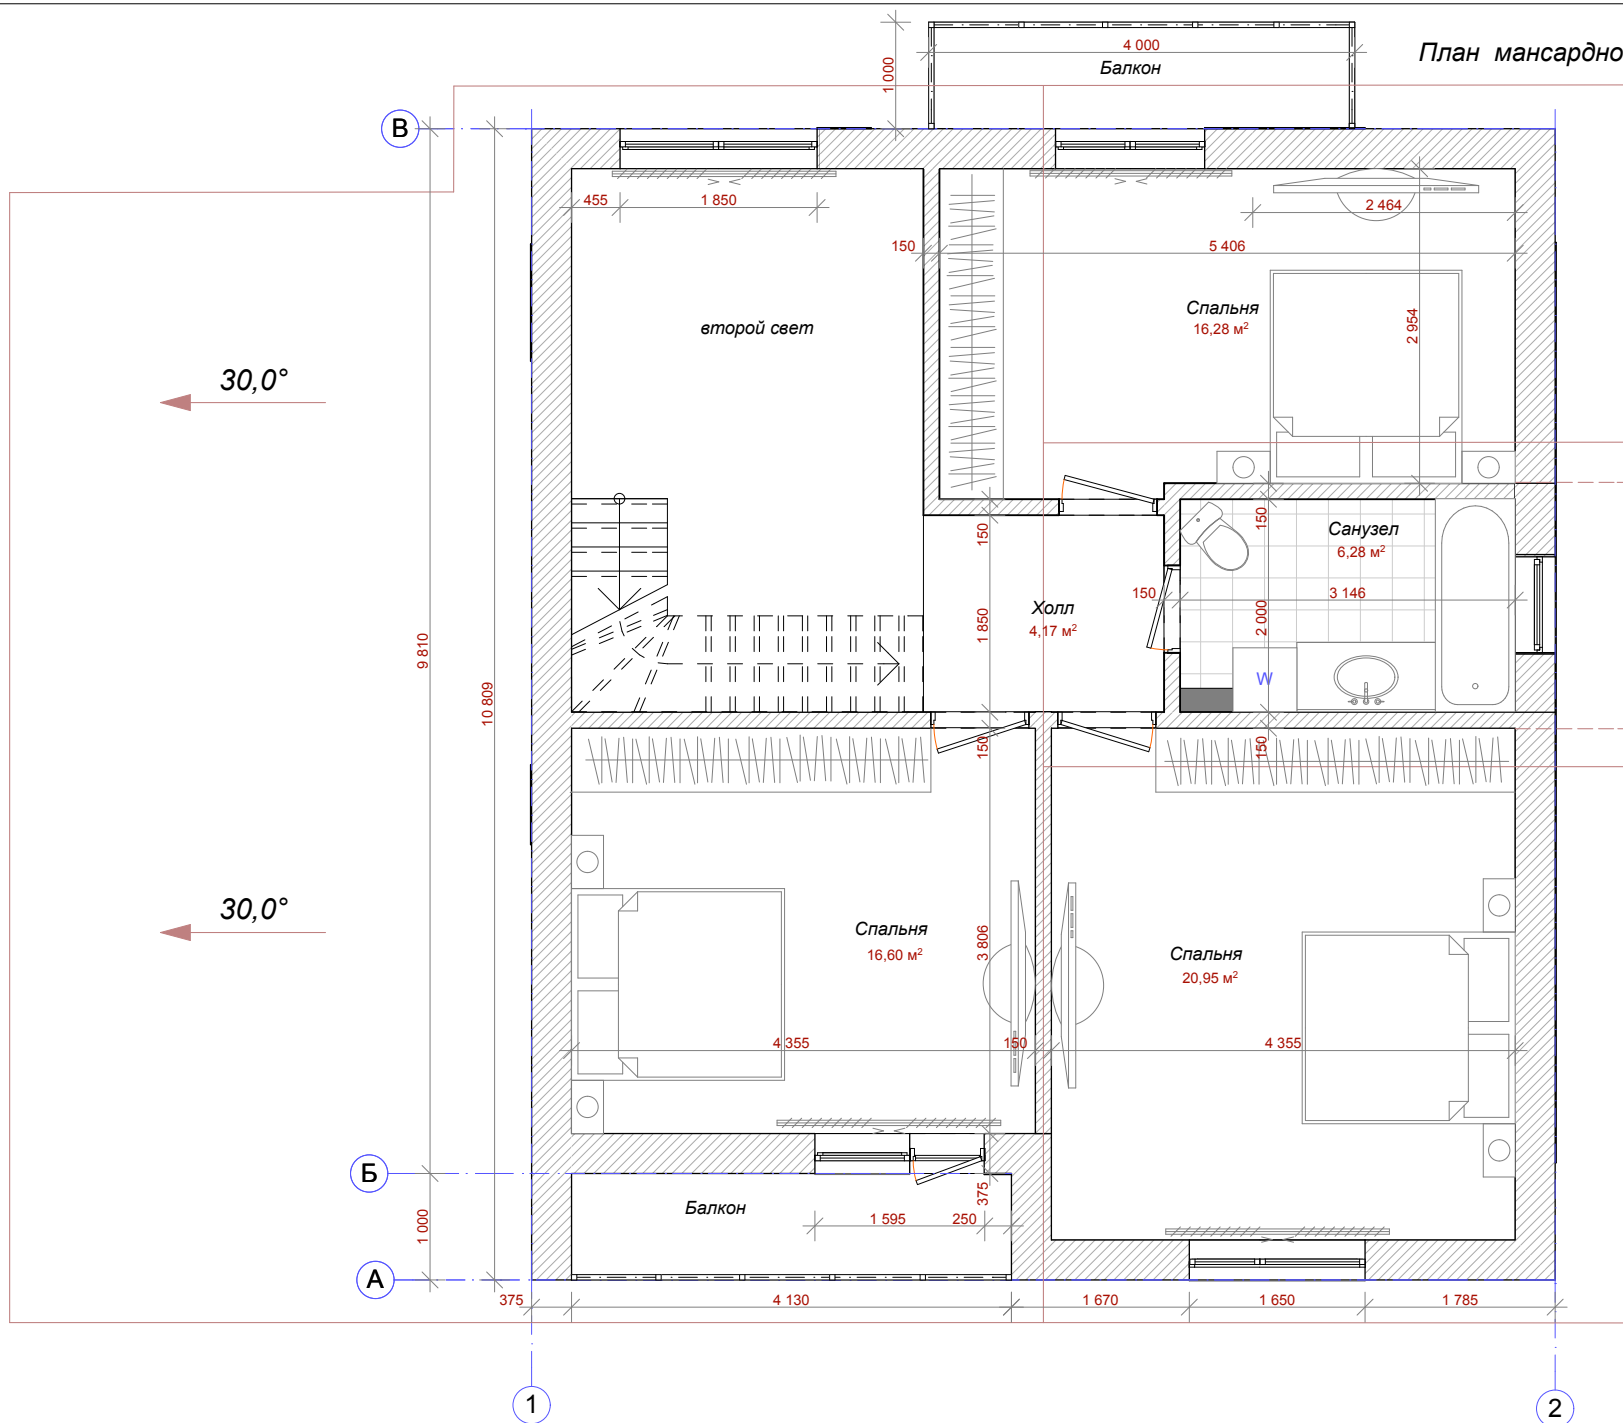 4 000
План мансардно
Балкон
1 000
В
455
1 850
2 464
150
5 406
второй свет
Спальня
16,28 м²
2 954
30,0°
150
150
Санузел
6,28 м²
150
3 146
Холл
4,17 м²
1 850
2 000
9 810
W
10 809
150
150
30,0°
Спальня
16,60 м²
3 806
Спальня
20,95 м²
4 355
150
4 355
Б
375
Балкон
1 595
250
1 000
А
375
4 130
1 670
1 650
1 785
1
2